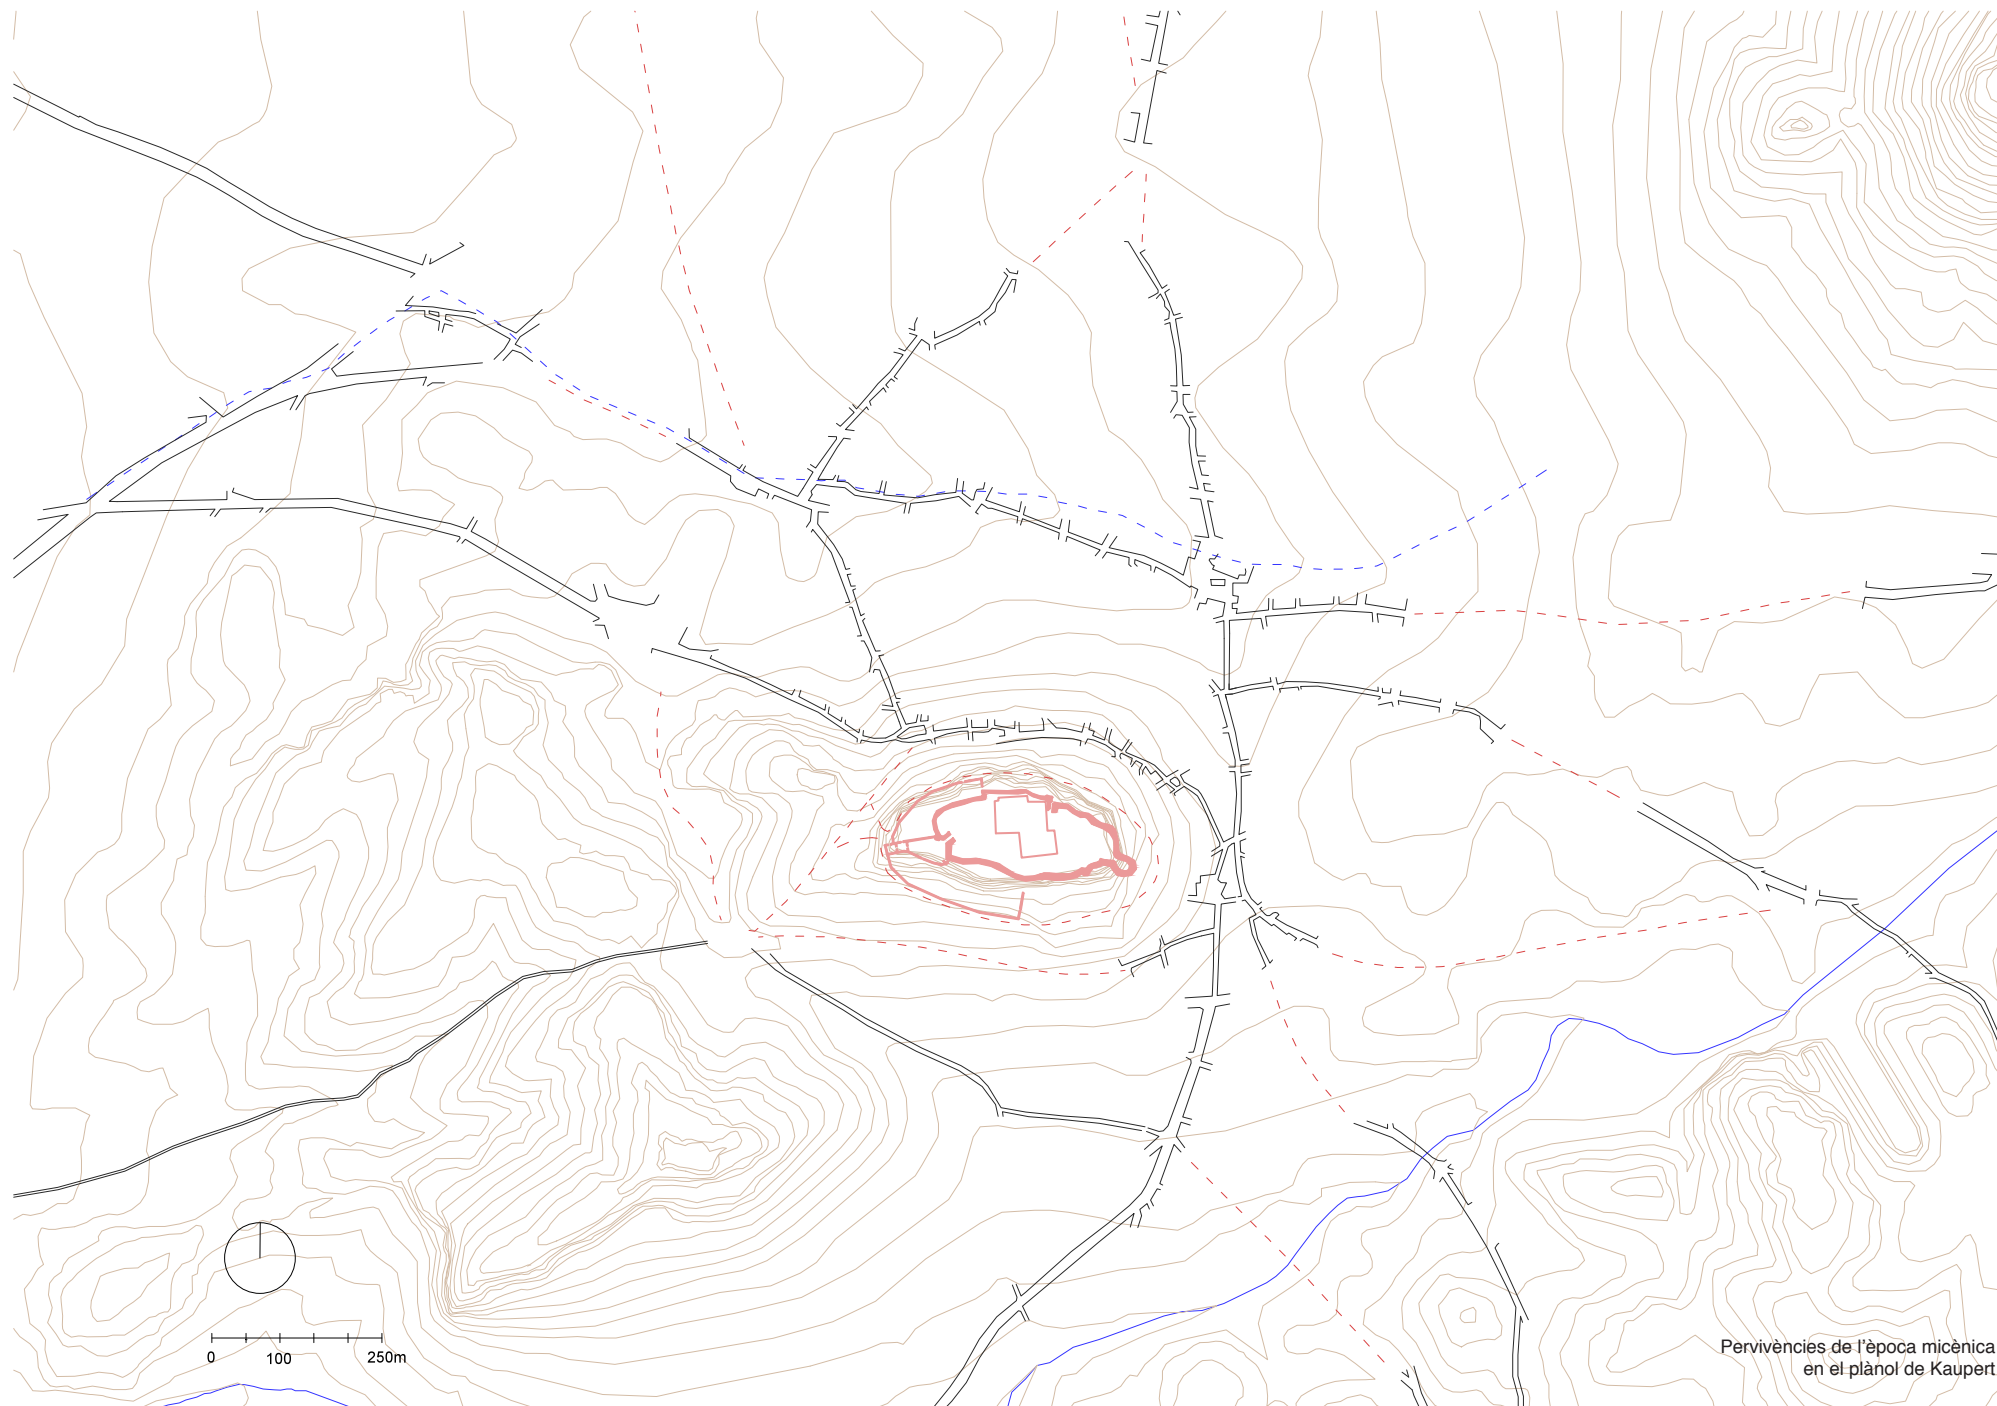 0 100 250m
Pervivències de l'època micènica
en el plànol de Kaupert